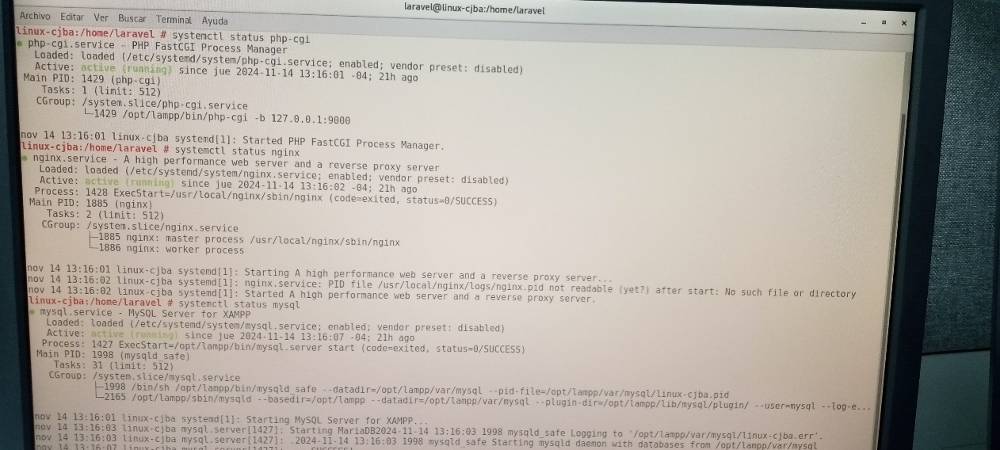 laravel@linux-cjba:/home/laravel
Archivo Editar Ver Buscar Terminal Ayuda
linux-cjba:/home/laravel # systemctl status php-cgi
● php-cgi.service - PHP FastCGI Process Manager
Loaded: loaded (/etc/systemd/system/php-cgi.service; enabled; vendor preset: disabled)
Active: active (running) since jue 2024-11-14 13:16:01 -04; 21h ago
Main PID: 1429 (php-cgi)
Tasks: 1 (limit: 512)
CGroup: /system.slice/php-cgi.service
└─1429 /opt/lampp/bin/php-cgi -b 127.0.0.1:9000
nov 14 13:16:01 linux-cjba systemd[1]: Started PHP FastCGI Process Manager.
linux-cjba:/home/laravel # systemctl status nginx
● nginx.service - A high performance web server and a reverse proxy server
Loaded: loaded (/etc/systemd/system/nginx.service; enabled; vendor preset: disabled)
Active: active (running) since jue 2024-11-14 13:16:02 -04; 21h ago
Process: 1428 ExecStart=/usr/local/nginx/sbin/nginx (code=exited, status=0/SUCCESS)
Main PID: 1885 (nginx)
Tasks: 2 (limit: 512)
CGroup: /system.slice/nginx.service
├─1885 nginx: master process /usr/local/nginx/sbin/nginx
└─1886 nginx: worker process
nov 14 13:16:01 linux-cjba systemd[1]: Starting A high performance web server and a reverse proxy server...
nov 14 13:16:02 linux-cjba systemd[1]: nginx.service: PID file /usr/local/nginx/logs/nginx.pid not readable (yet?) after start: No such file or directory
nov 14 13:16:02 linux-cjba systemd[1]: Started A high performance web server and a reverse proxy server.
linux-cjba:/home/laravel # systemctl status mysql
● mysql.service - MySQL Server for XAMPP
Loaded: loaded (/etc/systemd/system/mysql.service; enabled; vendor preset: disabled)
Active: active (running) since jue 2024-11-14 13:16:07 -04; 21h ago
Process: 1427 ExecStart=/opt/lampp/bin/mysql.server start (code=exited, status=0/SUCCESS)
Main PID: 1998 (mysqld_safe)
Tasks: 31 (limit: 512)
CGroup: /system.slice/mysql.service
├─1998 /bin/sh /opt/lampp/bin/mysqld_safe --datadir=/opt/lampp/var/mysql --pid-file=/opt/lampp/var/mysql/linux-cjba.pid
└─2165 /opt/lampp/sbin/mysqld --basedir=/opt/lampp --datadir=/opt/lampp/var/mysql --plugin-dir=/opt/lampp/lib/mysql/plugin/ --user=mysql --log-e...
nov 14 13:16:01 linux-cjba systemd[1]: Starting MySQL Server for XAMPP...
nov 14 13:16:03 linux-cjba mysql.server[1427]: Starting MariaDB2024-11-14 13:16:03 1998 mysqld_safe Logging to '/opt/lampp/var/mysql/linux-cjba.err'.
nov 14 13:16:03 linux-cjba mysql.server[1427]: .2024-11-14 13:16:03 1998 mysqld_safe Starting mysqld daemon with databases from /opt/lampp/var/mysql
nov 14 13:16:07 linux-cjba mysql.server[1427]: